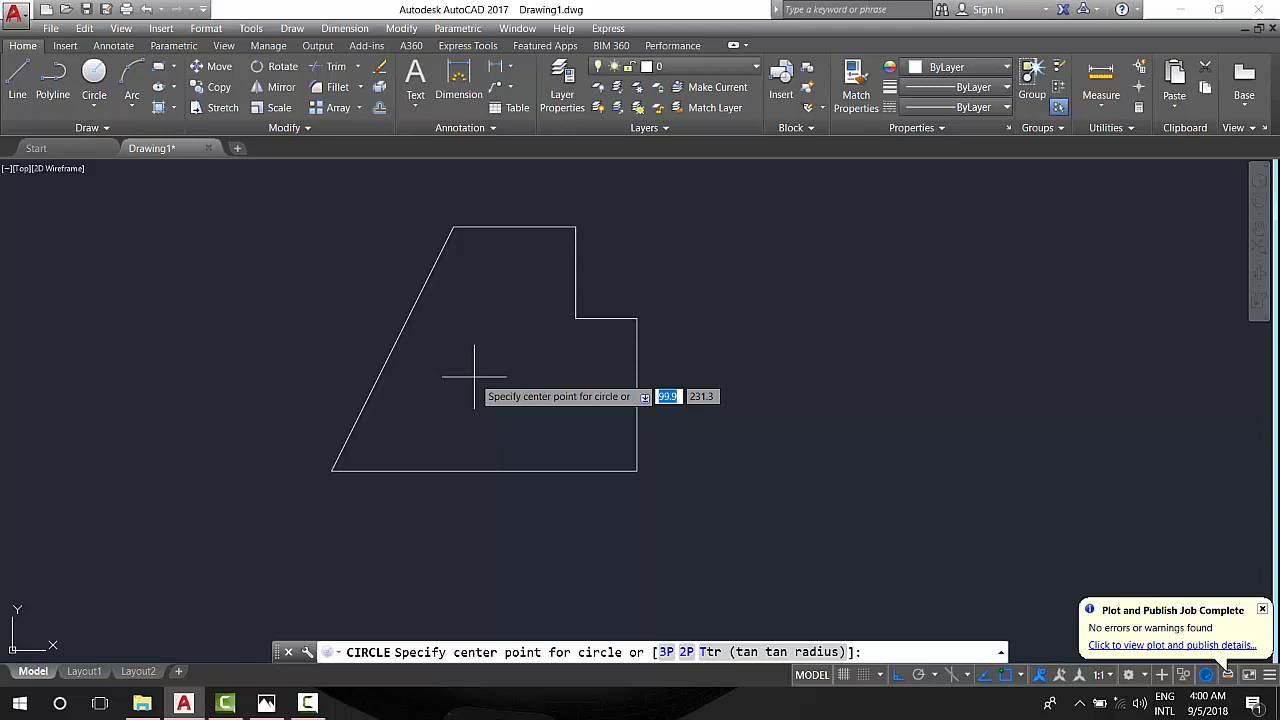 Autodesk AutoCAD 2017 Drawing1.dwg
Type a keyword or phrase
Sign In
File Edit View Insert Format Tools Draw Dimension Modify Parametric Window Help Express
Home Insert Annotate Parametric View Manage Output Add-ins A360 Express Tools Featured Apps BIM 360 Performance
Line Polyline Circle Arc
Move Rotate Trim
Copy Mirror Fillet
Stretch Scale Array
Text Dimension Table
Layer
Properties
0
Make Current
Match Layer
Insert
Match
Properties
ByLayer
ByLayer
ByLayer
Group
Measure
Paste
Base
Draw Modify Annotation Layers Block Properties Groups Utilities Clipboard View
Start Drawing1*
[−][Top][2D Wireframe]
Specify center point for circle or 99.9 231.3
Y
X
Plot and Publish Job Complete
No errors or warnings found
Click to view plot and publish details...
CIRCLE Specify center point for circle or [3P 2P Ttr (tan tan radius)]:
Model Layout1 Layout2
MODEL 1:1
ENG
INTL
4:00 AM
9/5/2018